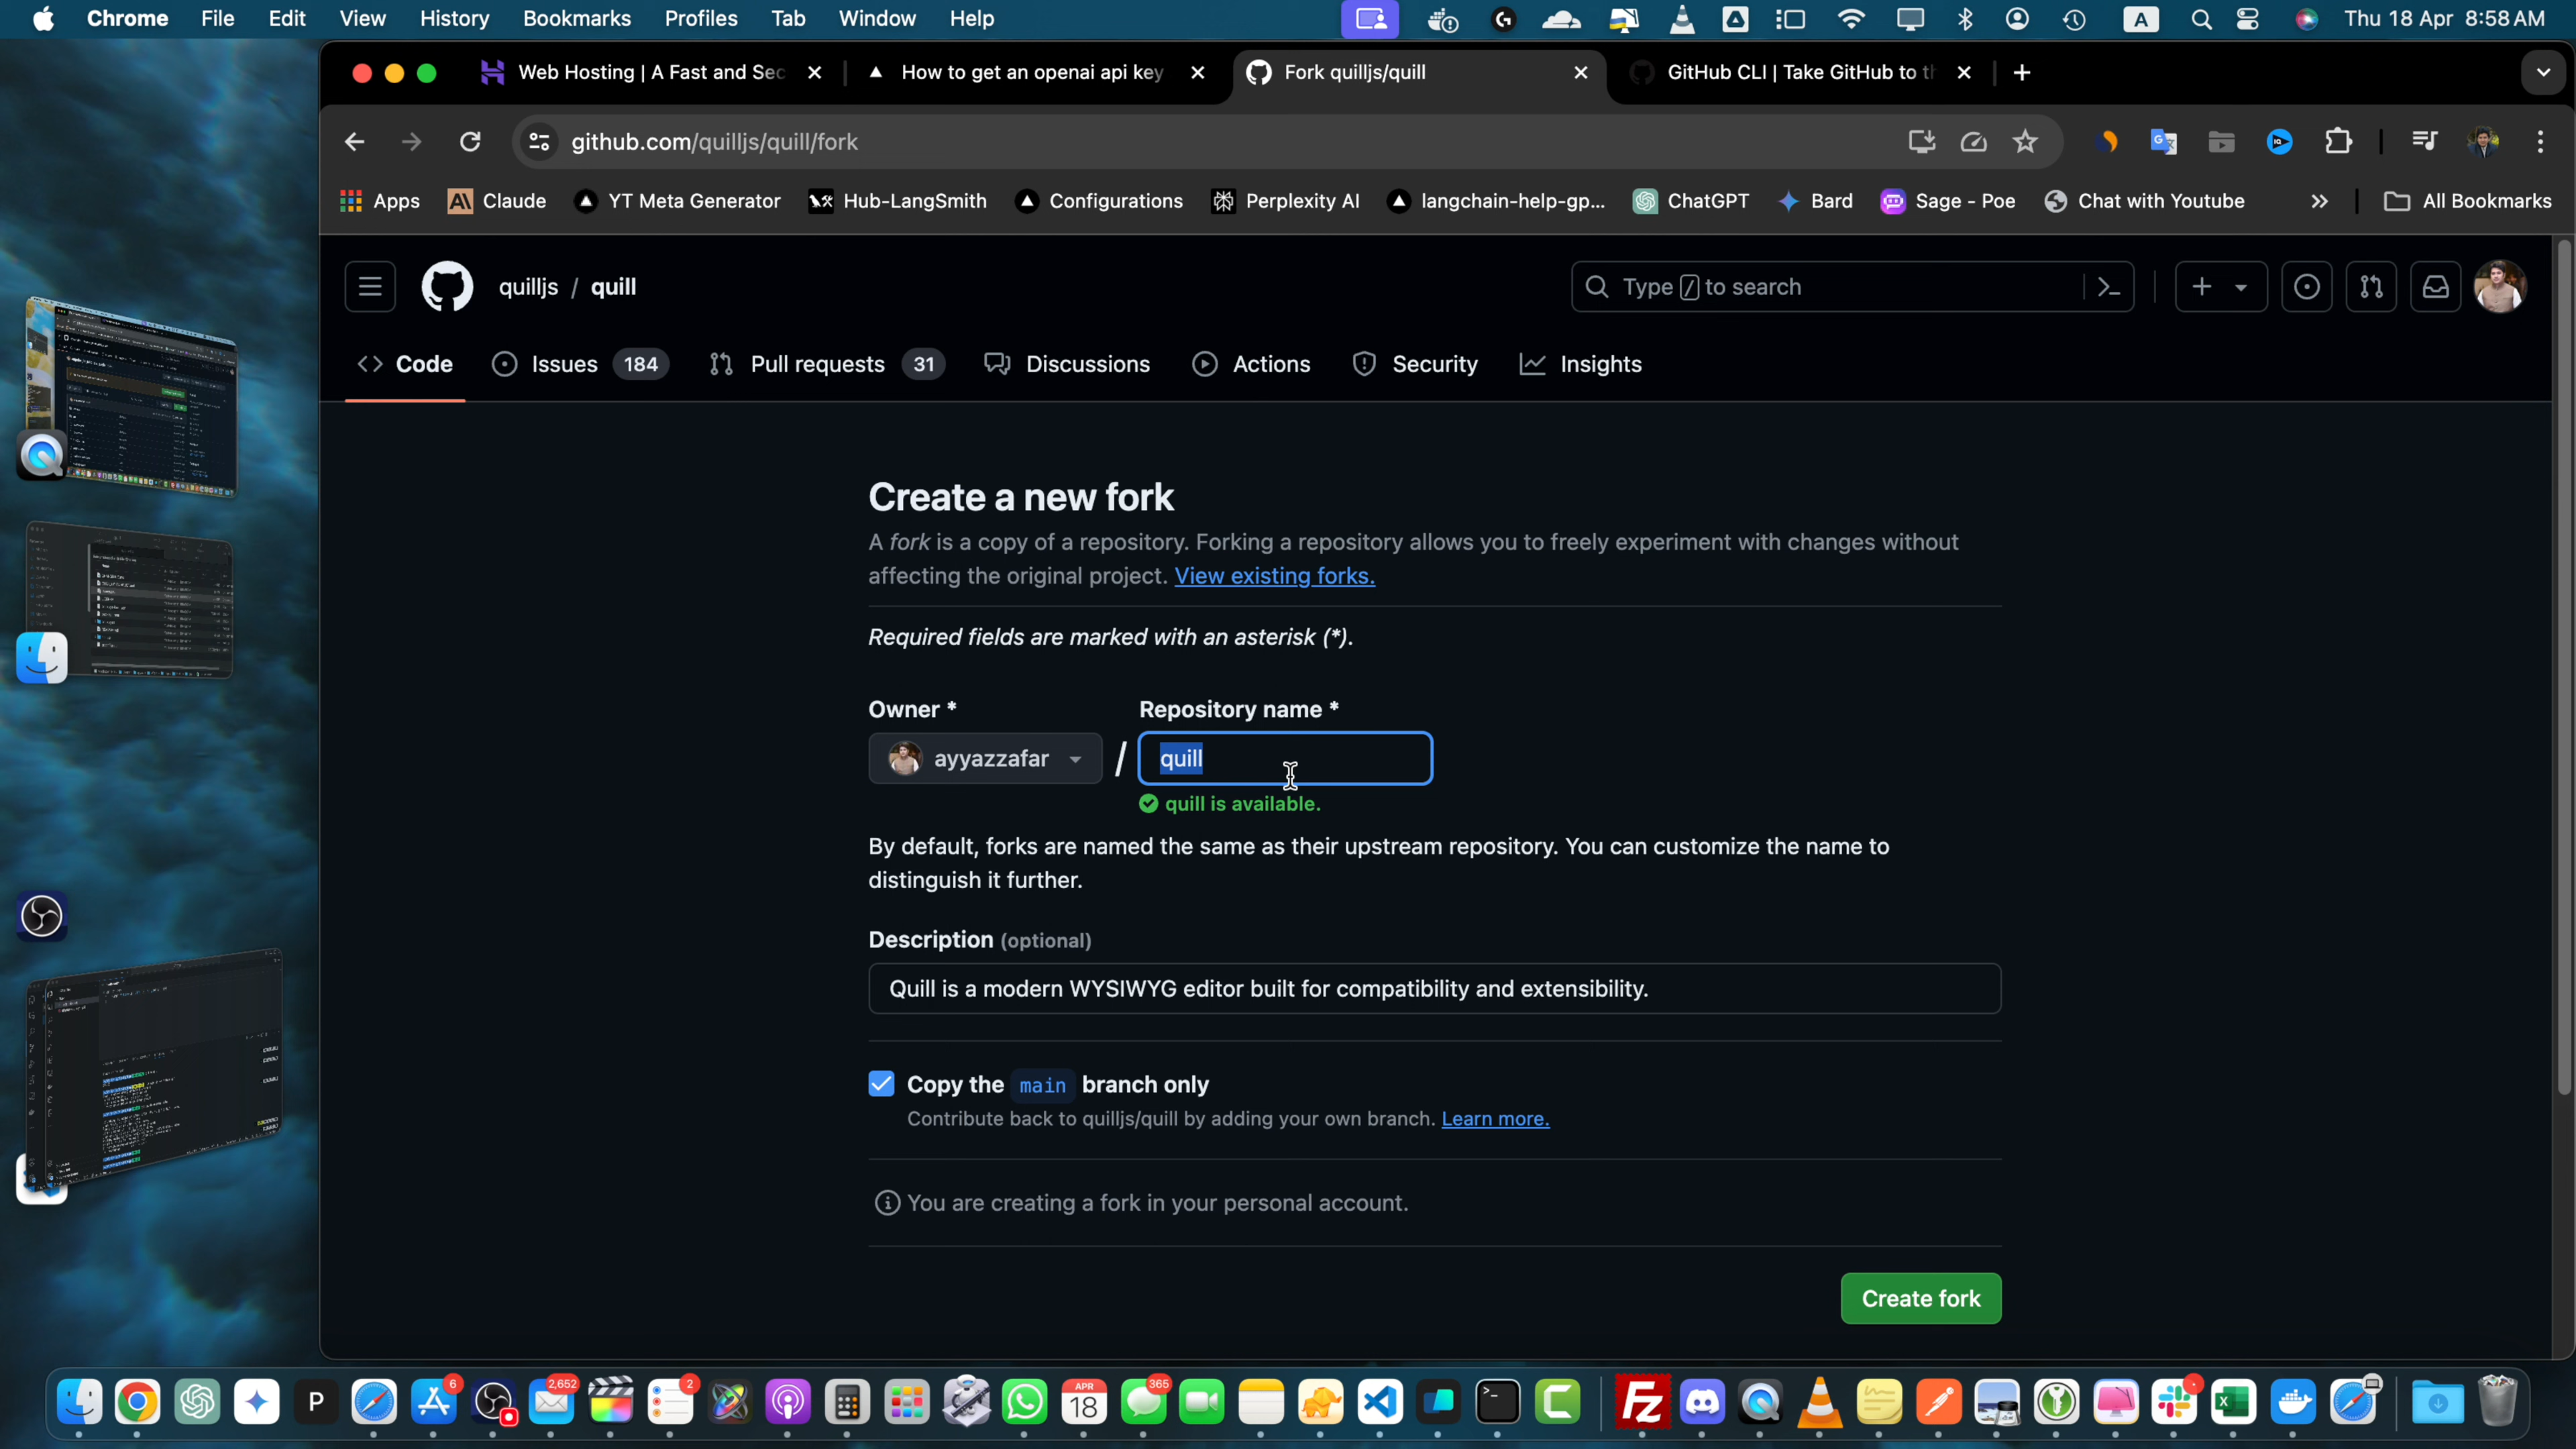 Chrome File Edit View History Bookmarks Profiles Tab Window Help A Thu 18 Apr 8:58 AM
Web Hosting | A Fast and Sec How to get an openai api key Fork quilljs/quill GitHub CLI | Take GitHub to th
github.com/quilljs/quill/fork
Apps Claude YT Meta Generator Hub-LangSmith Configurations Perplexity AI langchain-help-gp... ChatGPT Bard Sage - Poe Chat with Youtube All Bookmarks
quilljs / quill Type / to search
Code Issues 184 Pull requests 31 Discussions Actions Security Insights
Create a new fork
A fork is a copy of a repository. Forking a repository allows you to freely experiment with changes without
affecting the original project. View existing forks.
Required fields are marked with an asterisk (*).
Owner * Repository name *
ayyazzafar / quill
quill is available.
By default, forks are named the same as their upstream repository. You can customize the name to
distinguish it further.
Description (optional)
Quill is a modern WYSIWYG editor built for compatibility and extensibility.
Copy the main branch only
Contribute back to quilljs/quill by adding your own branch. Learn more.
You are creating a fork in your personal account.
Create fork
6 2,652 2 APR 18 365